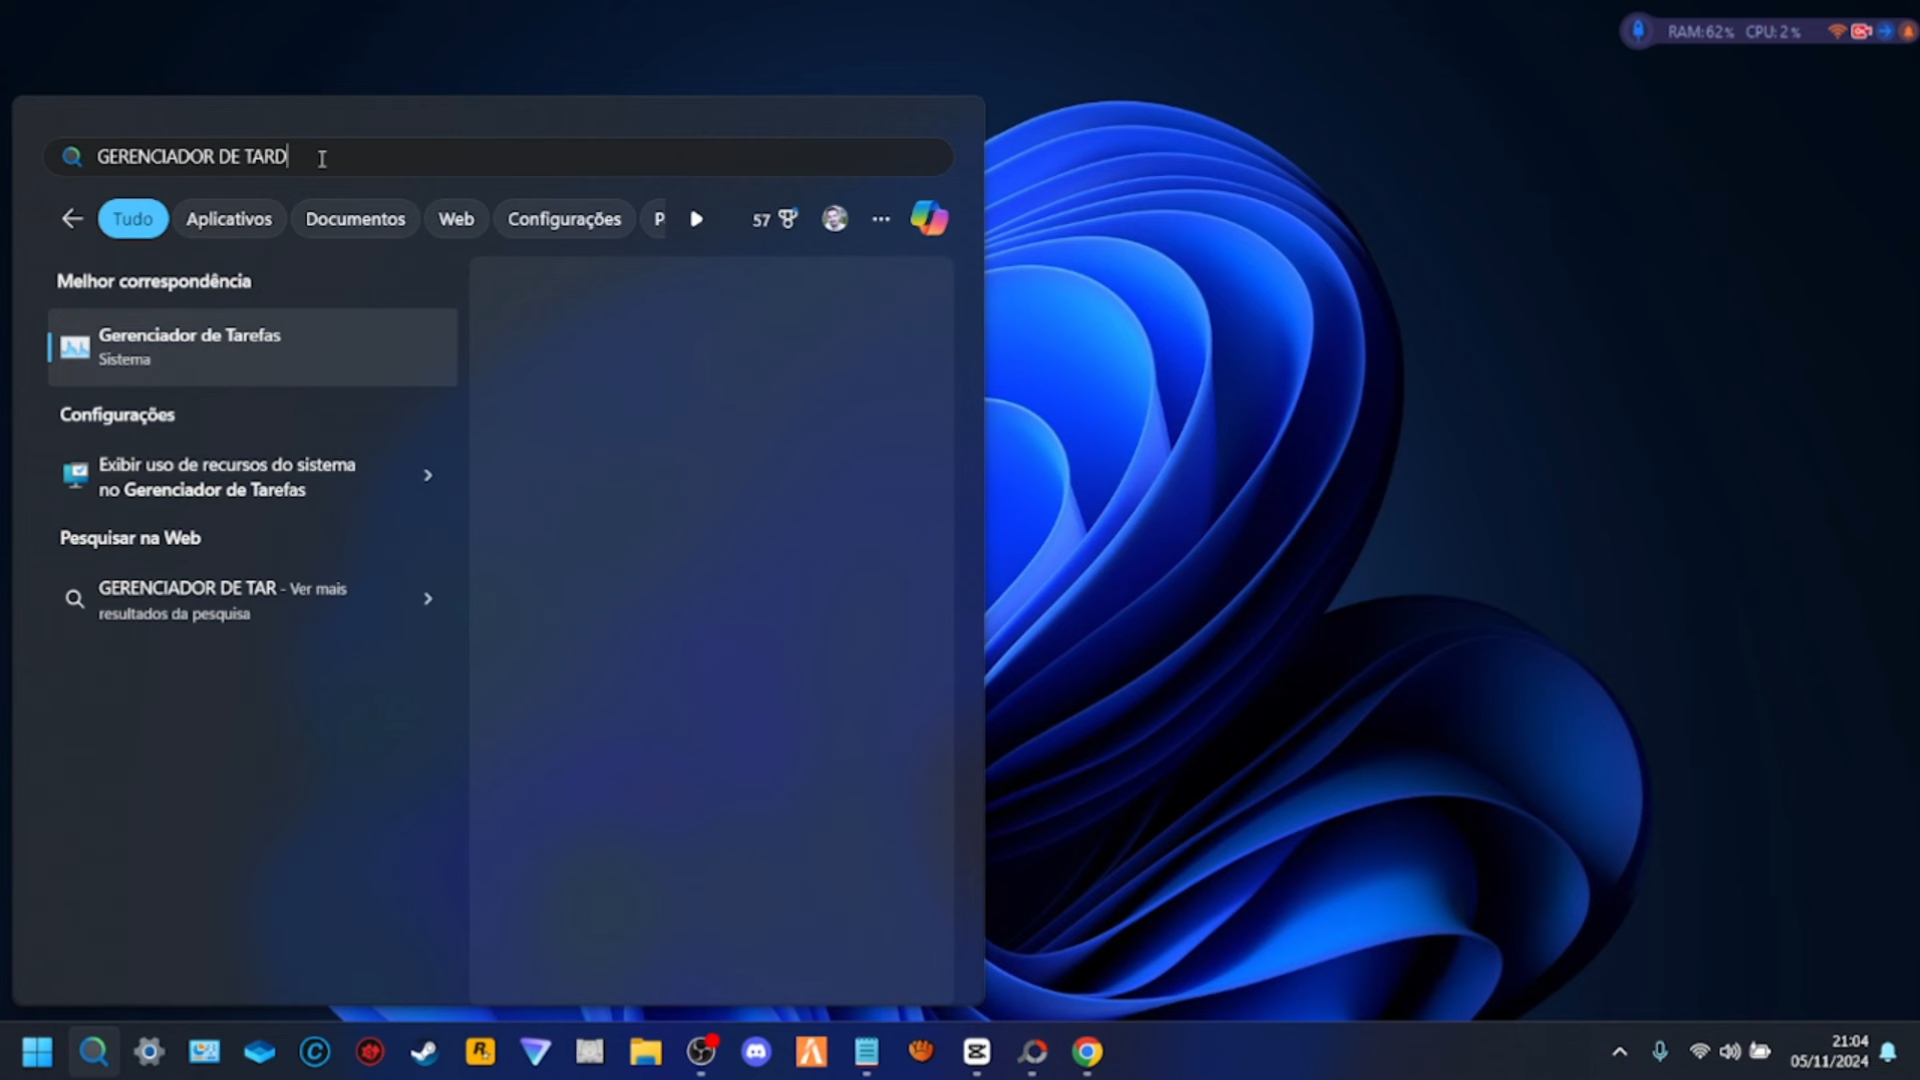 RAM:62% CPU: 2%
GERENCIADOR DE TARD
Tudo Aplicativos Documentos Web Configurações P 57
Melhor correspondência
Gerenciador de Tarefas
Sistema
Configurações
Exibir uso de recursos do sistema
no Gerenciador de Tarefas
Pesquisar na Web
GERENCIADOR DE TAR - Ver mais
resultados da pesquisa
21:04
05/11/2024